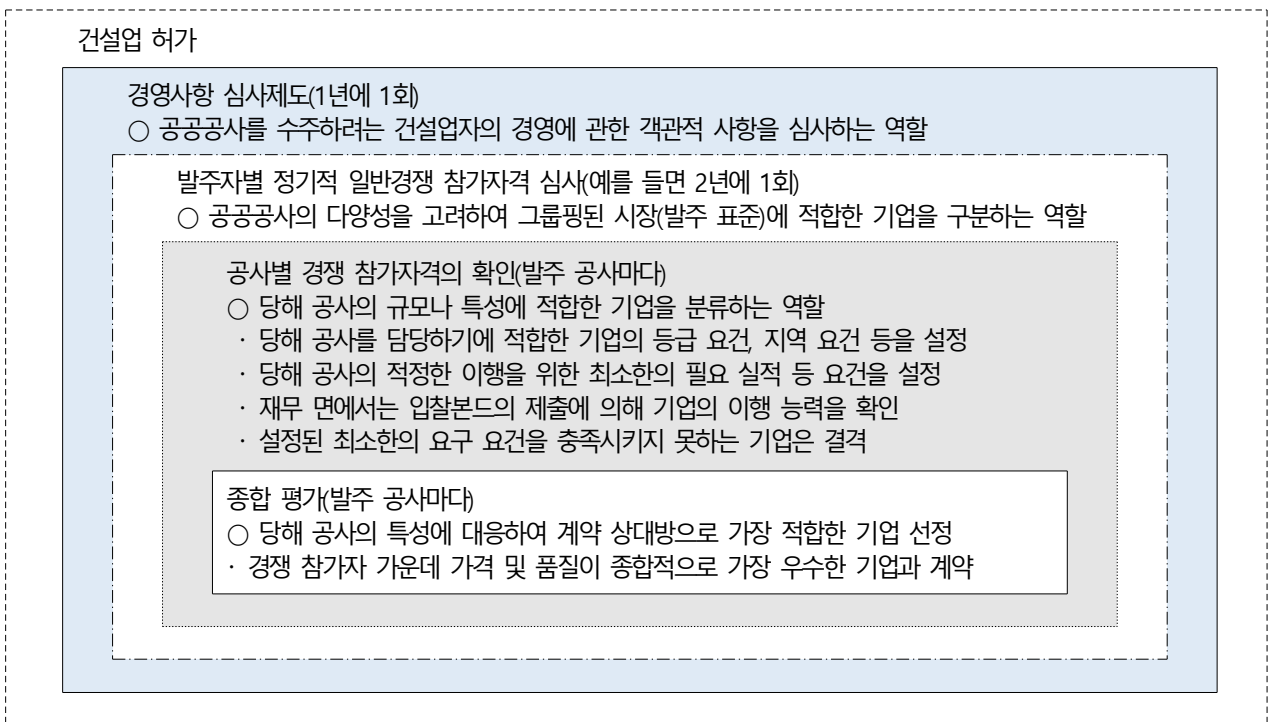 건설업 허가
경영사항 심사제도(1년에 1회)
○ 공공공사를 수주하려는 건설업자의 경영에 관한 객관적 사항을 심사하는 역할
발주자별 정기적 일반경쟁 참가자격 심사(예를 들면 2년에 1회)
○ 공공공사의 다양성을 고려하여 그룹핑된 시장(발주 표준)에 적합한 기업을 구분하는 역할
공사별 경쟁 참가자격의 확인(발주 공사마다)
○ 당해 공사의 규모나 특성에 적합한 기업을 분류하는 역할
· 당해 공사를 담당하기에 적합한 기업의 등급 요건, 지역 요건 등을 설정
· 당해 공사의 적정한 이행을 위한 최소한의 필요 실적 등 요건을 설정
· 재무 면에서는 입찰본드의 제출에 의해 기업의 이행 능력을 확인
· 설정된 최소한의 요구 요건을 충족시키지 못하는 기업은 결격
종합 평가(발주 공사마다)
○ 당해 공사의 특성에 대응하여 계약 상대방으로 가장 적합한 기업 선정
· 경쟁 참가자 가운데 가격 및 품질이 종합적으로 가장 우수한 기업과 계약